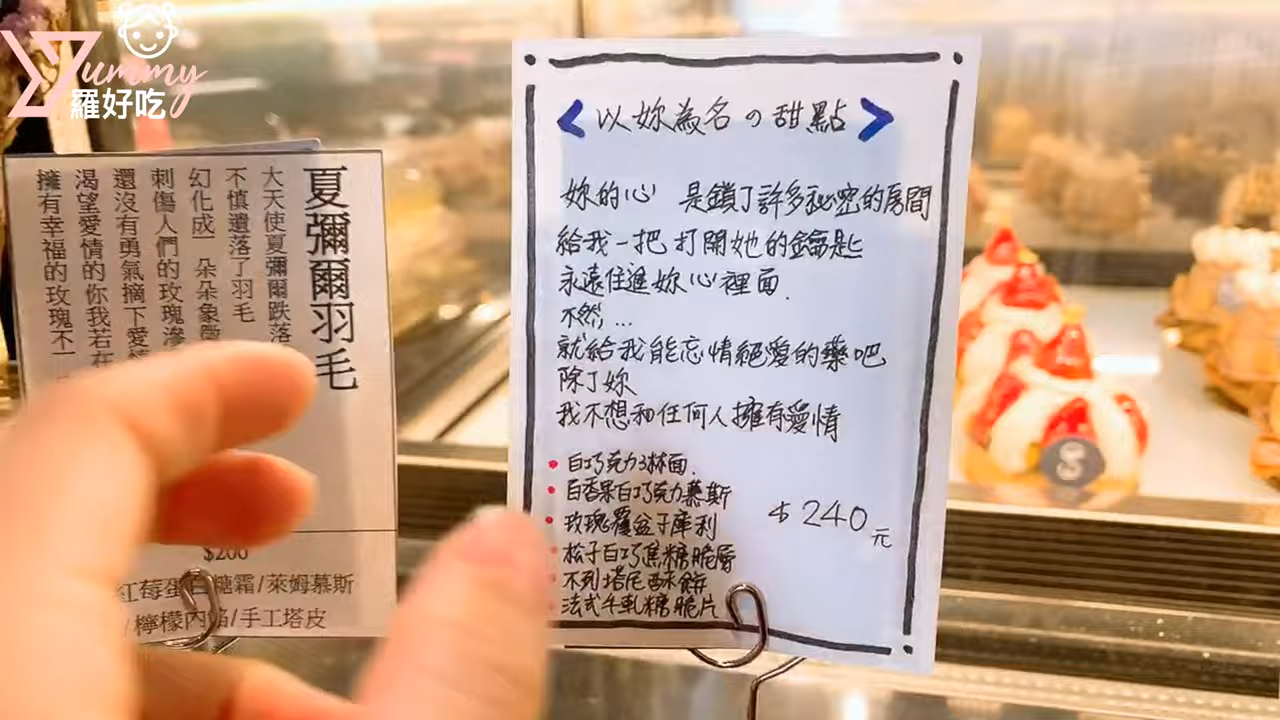 Yummy
羅好吃
夏彌爾羽毛
大天使夏彌爾跌落
不慎遺落了羽毛
幻化成一朵朵象徵
刺傷人們的玫瑰滲
還沒有勇氣摘下愛情
渴望愛情的你我若在
擁有幸福的玫瑰不一
$200
紅莓蛋白糖霜/萊姆慕斯
/檸檬內餡/手工塔皮
<以妳為名の甜點>
妳的心 是鎖了許多秘密的房間
給我一把打開她的鑰匙
永遠住進妳心裡面.
不然,...
就給我能忘情絕愛的藥吧
除了妳
我不想和任何人擁有愛情
• 白巧克力淋面.
• 百香果白巧克力慕斯
• 玫瑰覆盆子庫利
• 松子白巧焦糖脆層
• 不列塔尼酥餅
• 法式牛軋糖脆片
$240元